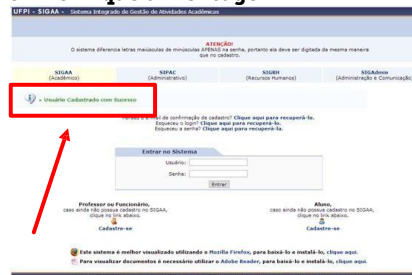 UFPI - SIGAA - Sistema Integrado de Gestão de Atividades Acadêmicas
ATENÇÃO!
O sistema diferencia letras maiúsculas de minúsculas APENAS na senha, portanto ela deve ser digitada da mesma maneira
que no cadastro.
SIGAA
(Acadêmico)
SIPAC
(Administrativo)
SIGRH
(Recursos Humanos)
SIGAdmin
(Administração e Comunicação)
• Usuário Cadastrado com Sucesso
e-mail de confirmação de cadastro? Clique aqui para recuperá-lo.
Esqueceu o login? Clique aqui para recuperá-lo.
Esqueceu a senha? Clique aqui para recuperá-la.
Entrar no Sistema
Usuário:
Senha:
Entrar
Professor ou Funcionário,
caso ainda não possua cadastro no SIGAA,
clique no link abaixo.
Cadastre-se
Aluno,
caso ainda não possua cadastro no SIGAA,
clique no link abaixo.
Cadastre-se
Este sistema é melhor visualizado utilizando o Mozilla Firefox, para baixá-lo e instalá-lo, clique aqui.
Para visualizar documentos é necessário utilizar o Adobe Reader, para baixá-lo e instalá-lo, clique aqui.